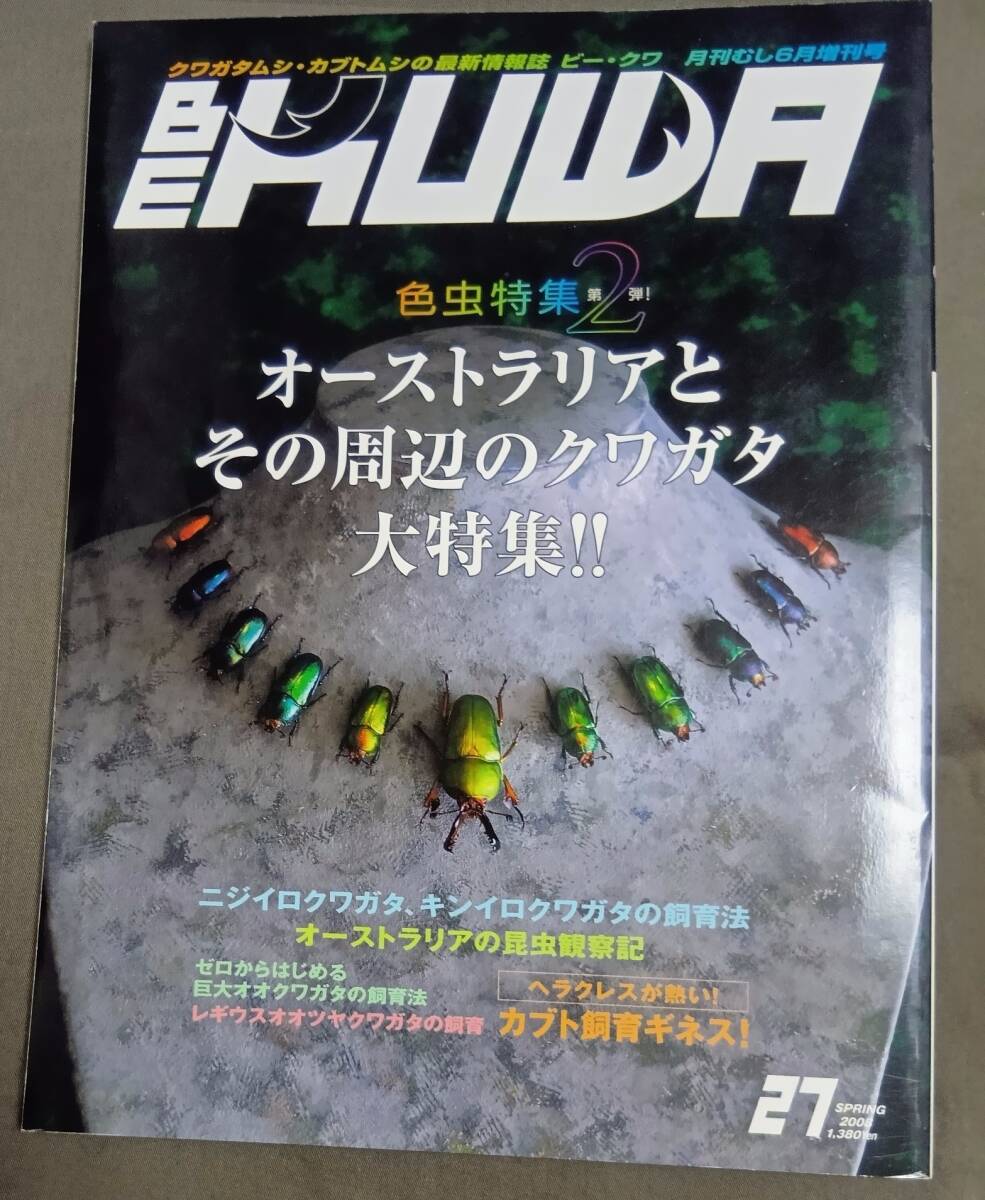 クワガタムシ・カブトムシの最新情報誌 ビー・クワ 月刊むし6月増刊号
BE KUWA
色虫特集第2弾!
オーストラリアと
その周辺のクワガタ
大特集!!
ニジイロクワガタ、キンイロクワガタの飼育法
オーストラリアの昆虫観察記
ゼロからはじめる
巨大オオクワガタの飼育法
レギウスオオツヤクワガタの飼育
ヘラクレスが熱い!
カブト飼育ギネス!
27
SPRING
2008
1,380Yen